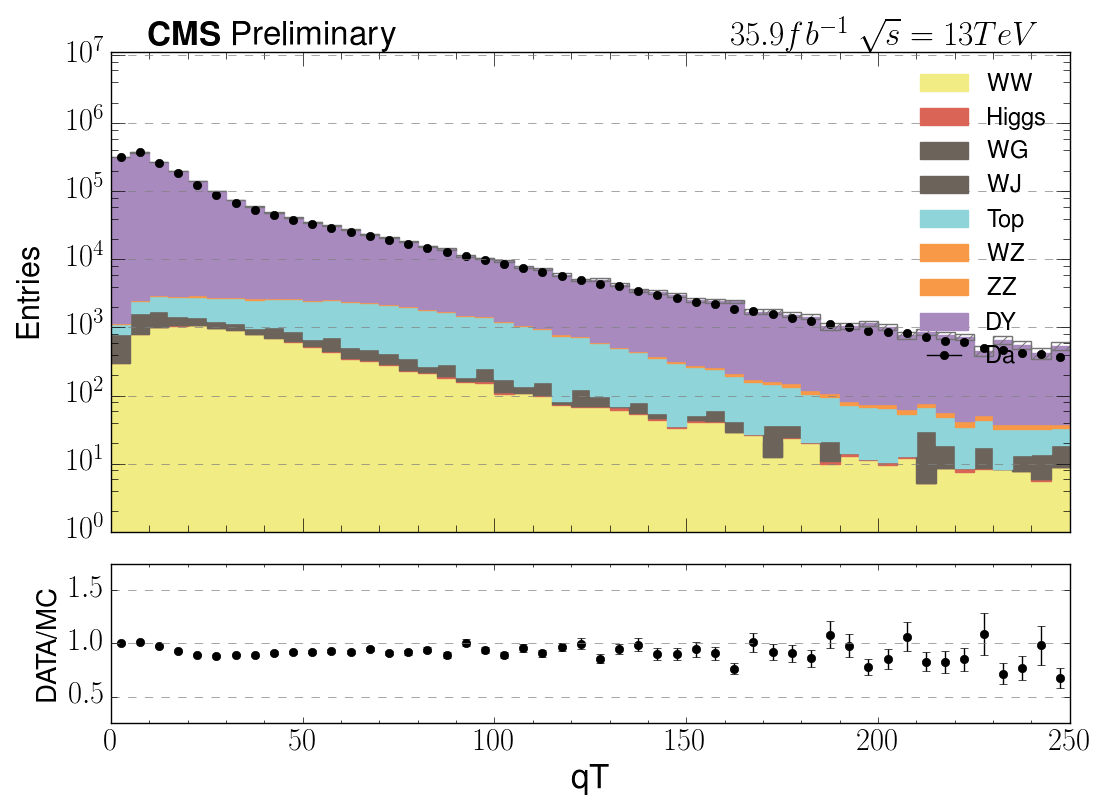 CMS Preliminary
35.9fb⁻¹ √s = 13TeV
10⁷
10⁶
10⁵
10⁴
10³
10²
10¹
10⁰
Entries
WW
Higgs
WG
WJ
Top
WZ
ZZ
DY
Da
1.5
1.0
0.5
DATA/MC
0 50 100 150 200 250
qT